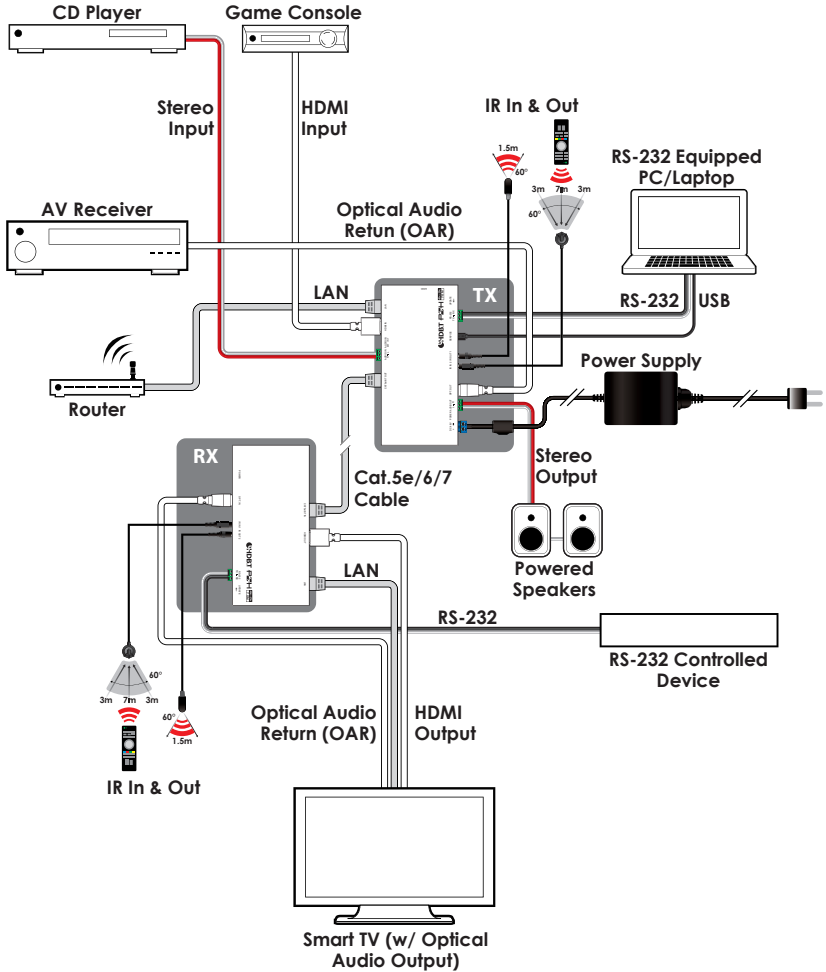 CD Player
Game Console
Stereo
Input
HDMI
Input
IR In & Out
1.5m
60°
3m 7m 3m
60°
RS-232 Equipped
PC/Laptop
AV Receiver
Optical Audio
Retun (OAR)
LAN
TX
RS-232
USB
Router
Power Supply
RX
Cat.5e/6/7
Cable
Stereo
Output
LAN
Powered
Speakers
RS-232
RS-232 Controlled
Device
60°
3m 7m 3m
60°
1.5m
Optical Audio
Return (OAR)
HDMI
Output
IR In & Out
Smart TV (w/ Optical
Audio Output)